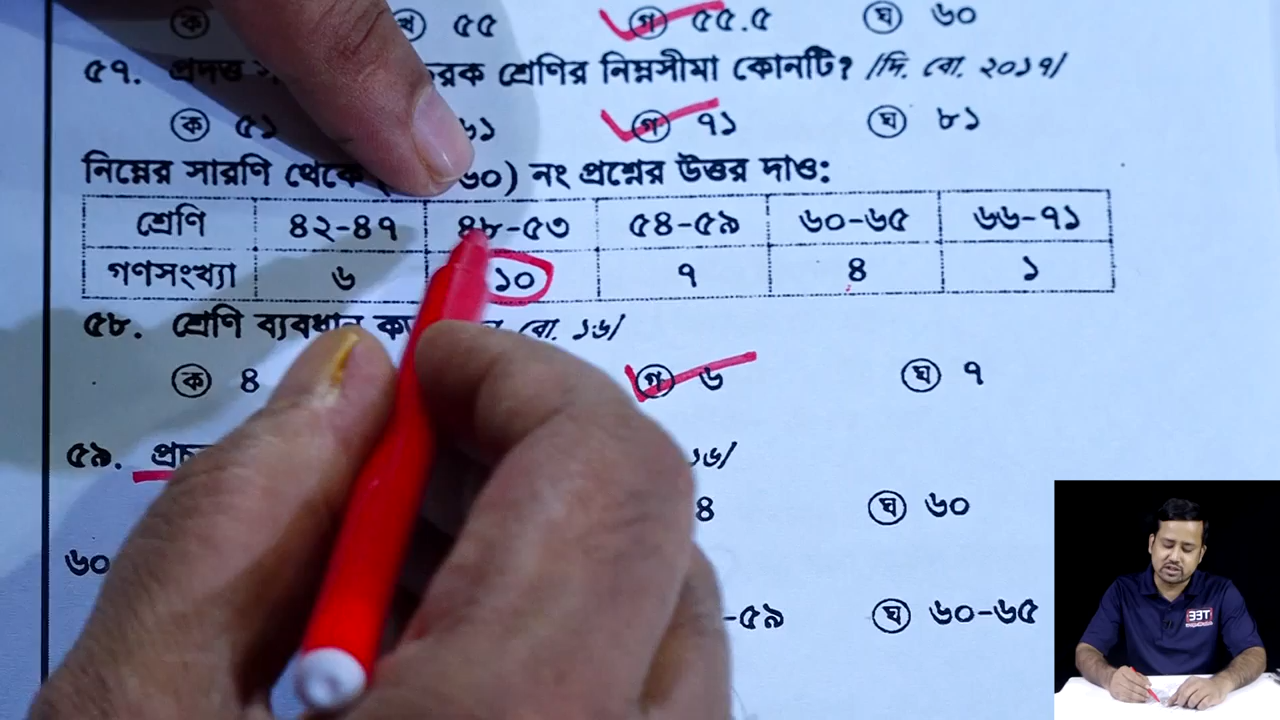 ক খ ৫৫ গ ৫৫.৫ ঘ ৬০
৫৭. প্রদত্ত শ্রেণির নিম্নসীমা কোনটি? /দি. বো. ২০১৭/
ক ৫১ ৬১ গ ৭১ ঘ ৮১
নিম্নের সারণি থেকে ( ৬০) নং প্রশ্নের উত্তর দাও:
শ্রেণি ৪২-৪৭ ৪৮-৫৩ ৫৪-৫৯ ৬০-৬৫ ৬৬-৭১
গণসংখ্যা ৬ ১০ ৭ ৪ ১
৫৮. শ্রেণি ব্যবধান বো. ১৬/
ক ৪ গ ৬ ঘ ৭
৫৯. ১৬/
৪ ঘ ৬০
৬০
-৫৯ ঘ ৬০-৬৫